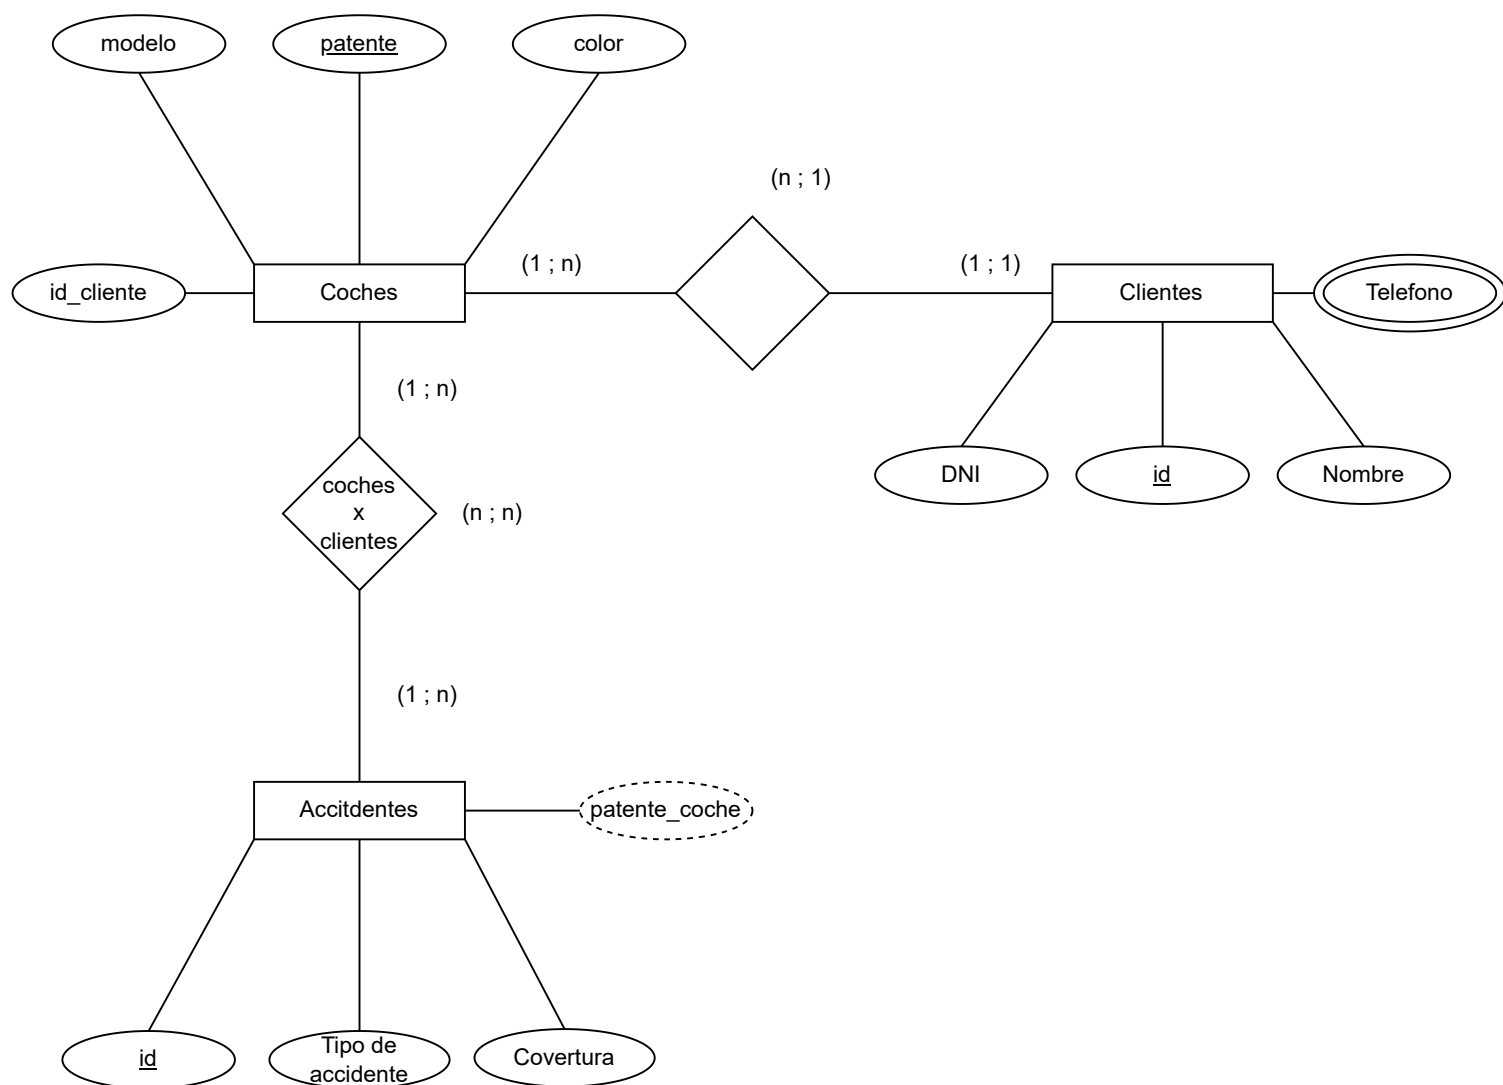 modelo
patente
color
(n ; 1)
id_cliente
Coches
(1 ; n)
(1 ; 1)
Clientes
Telefono
(1 ; n)
DNI
id
Nombre
coches
x
clientes
(n ; n)
(1 ; n)
Accitdentes
patente_coche
id
Tipo de
accidente
Covertura